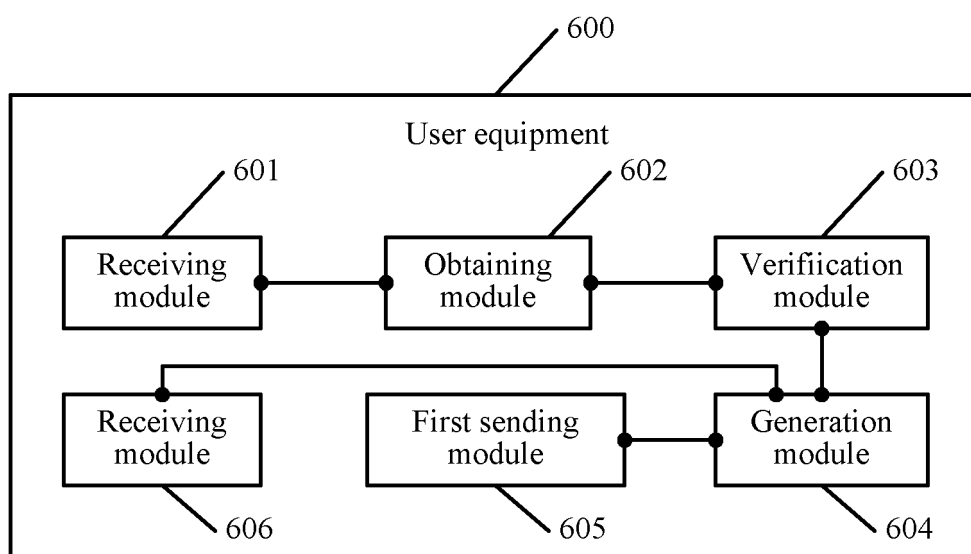 600
User equipment
601
602
603
Receiving
module
Obtaining
module
Verifiication
module
Receiving
module
First sending
module
Generation
module
606
605
604